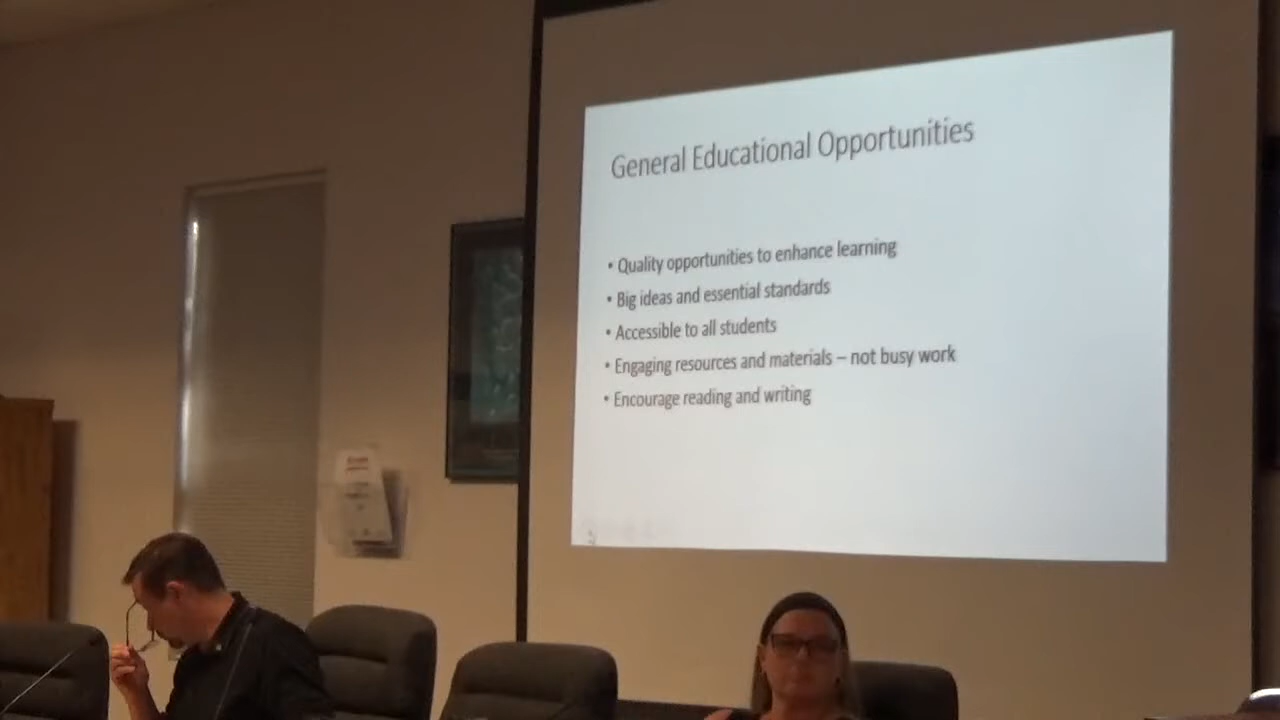 General Educational Opportunities
• Quality opportunities to enhance learning
• Big ideas and essential standards
• Accessible to all students
• Engaging resources and materials – not busy work
• Encourage reading and writing